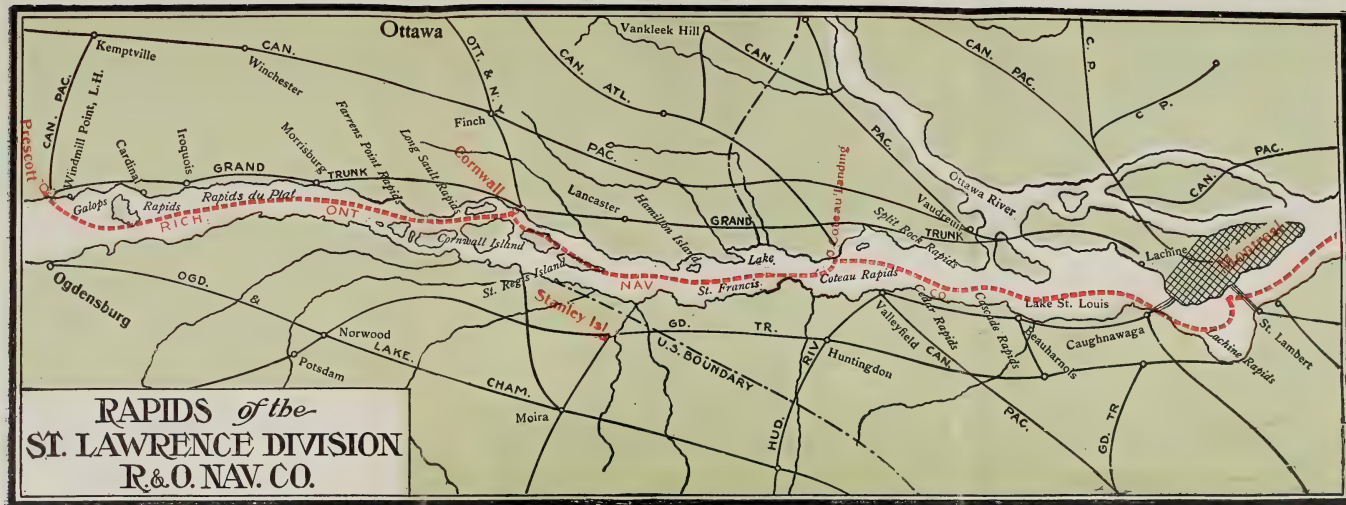 Ottawa
Kemptville
CAN. PAC.
Winchester
CAN.
OTT. & N. Y.
CAN. ATL.
Vankleek Hill
CAN.
PAC.
CAN. PAC.
C. P.
C. P.
CAN. PAC.
Prescott
Windmill Point, L.H.
Cardina
Iroquois
Morrisburg
Farrens Point Rapids
Long Sault Rapids
Cornwall
Finch
PAC.
Lancaster
Hamilton Island
Coteau Landing
Split Rock Rapids
Vaudreuil
Ottawa River
Lachine
Montreal
GRAND TRUNK
GRAND TRUNK
Galops Rapids
Rapids du Plat
RICH.
ONT
NAV
CO.
Cornwall Island
St. Regis Island
Stanley Isl
Lake
St. Francis
Coteau Rapids
Cedar Rapids
Cascade Rapids
Lake St. Louis
Beauharnois
Caughnawaga
Lachine Rapids
St. Lambert
Ogdensburg
OGD. & LAKE. CHAM.
Norwood
Potsdam
Moira
GD. TR.
U.S. BOUNDARY
HUD. RIV.
Huntingdon
Valleyfield
CAN. PAC.
GD. TR
RAPIDS of the
ST. LAWRENCE DIVISION
R.&O. NAV. CO.